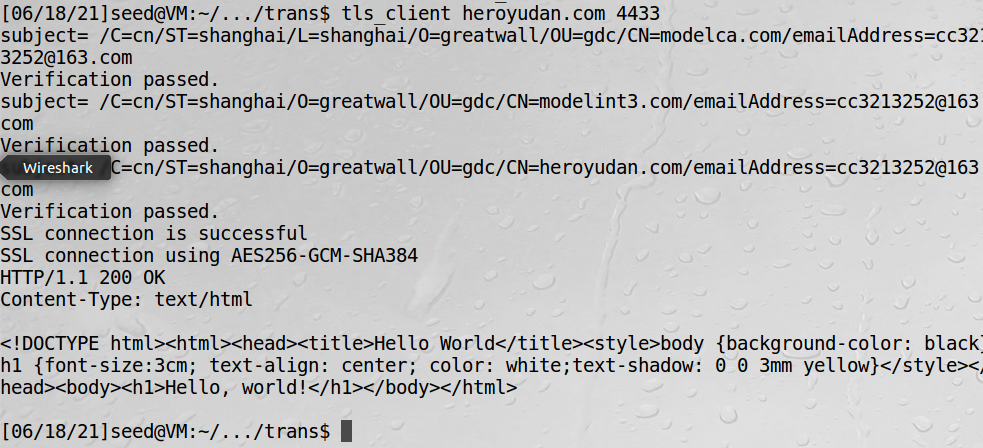 [06/18/21]seed@VM:~/.../trans$ tls_client heroyudan.com 4433
subject= /C=cn/ST=shanghai/L=shanghai/O=greatwall/OU=gdc/CN=modelca.com/emailAddress=cc321
3252@163.com
Verification passed.
subject= /C=cn/ST=shanghai/O=greatwall/OU=gdc/CN=modelint3.com/emailAddress=cc3213252@163
com
Verification passed.
Wireshark /C=cn/ST=shanghai/O=greatwall/OU=gdc/CN=heroyudan.com/emailAddress=cc3213252@163
com
Verification passed.
SSL connection is successful
SSL connection using AES256-GCM-SHA384
HTTP/1.1 200 OK
Content-Type: text/html
<!DOCTYPE html><html><head><title>Hello World</title><style>body {background-color: black}
h1 {font-size:3cm; text-align: center; color: white;text-shadow: 0 0 3mm yellow}</style></
head><body><h1>Hello, world!</h1></body></html>
[06/18/21]seed@VM:~/.../trans$